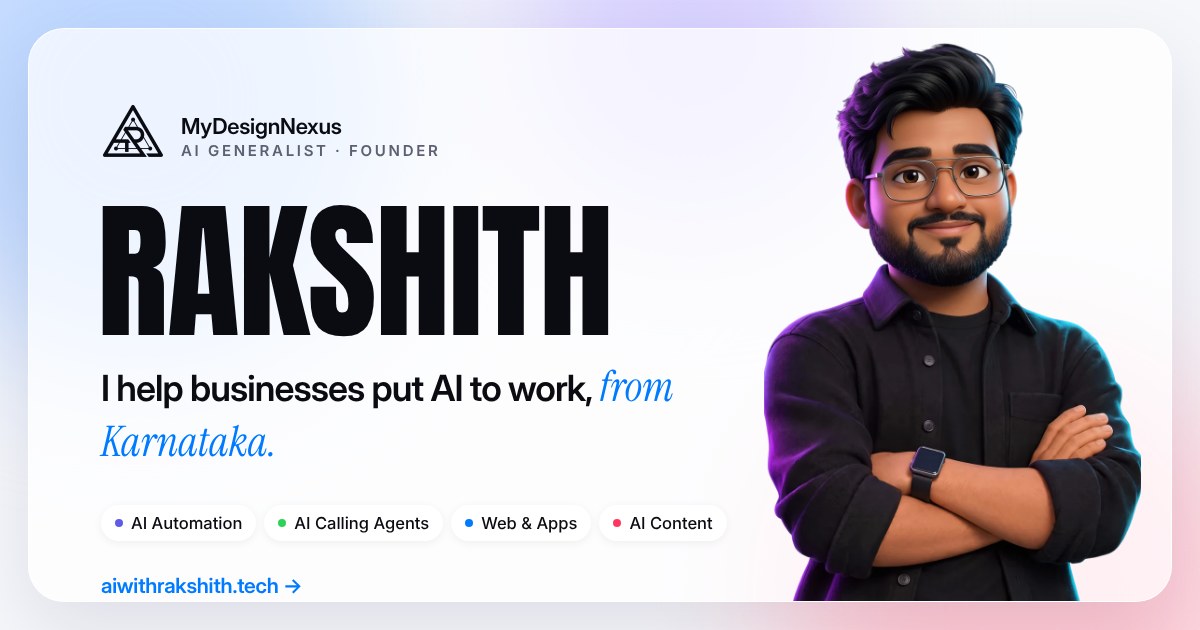 MyDesignNexus
AI GENERALIST · FOUNDER
RAKSHITH
I help businesses put AI to work, from
Karnataka.
AI Automation
AI Calling Agents
Web & Apps
AI Content
aiwithrakshith.tech →